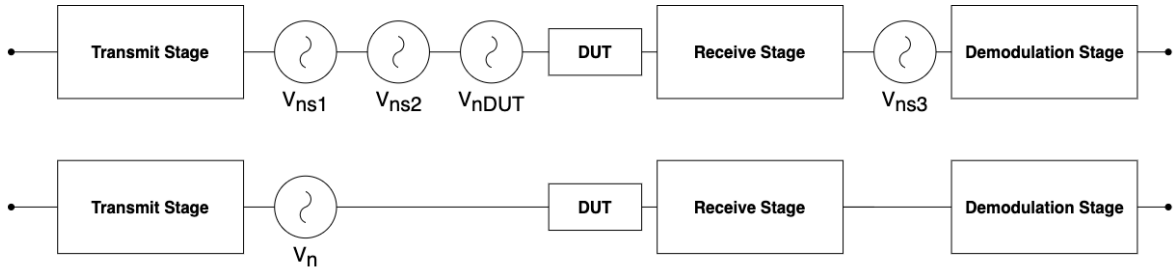 Transmit Stage
DUT
Receive Stage
Demodulation Stage
Vns1
Vns2
VnDUT
Vns3
Transmit Stage
DUT
Receive Stage
Demodulation Stage
Vn